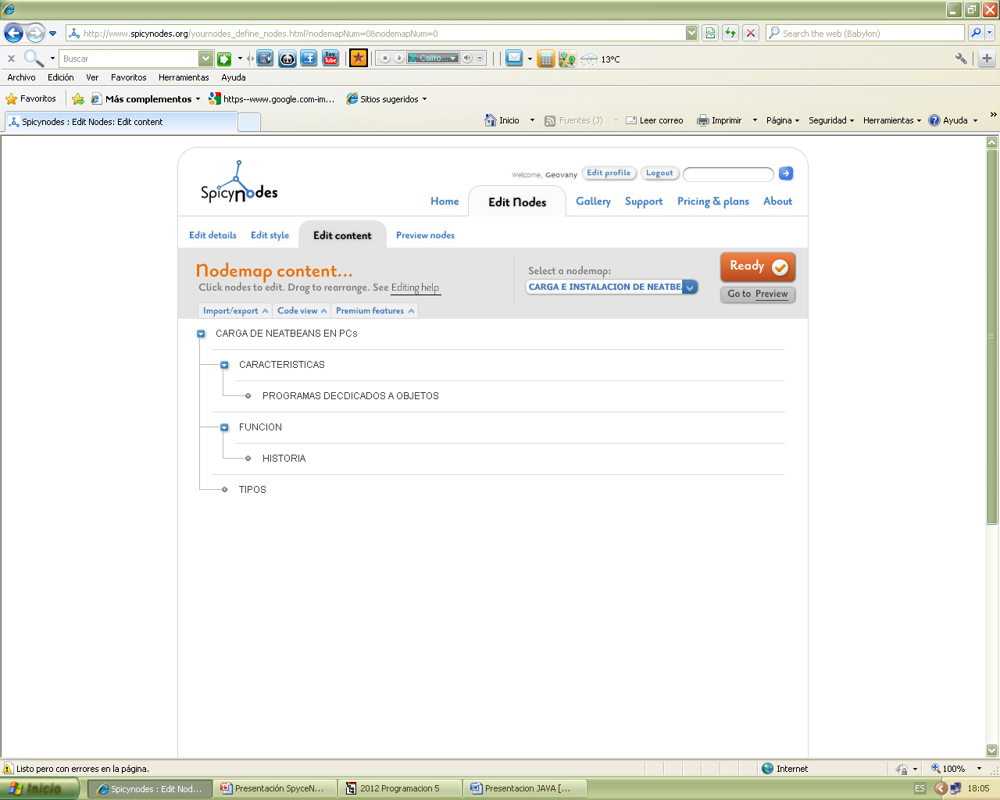 http://www.spicynodes.org/yournodes_define_nodes.html?nodemapNum=0&nodemapNum=0
Search the web (Babylon)
Buscar
Califo...
You Tube
13°C
Archivo Edición Ver Favoritos Herramientas Ayuda
Favoritos Más complementos https--www.google.com-im... Sitios sugeridos
Spicynodes : Edit Nodes: Edit content
Inicio Fuentes (J) Leer correo Imprimir Página Seguridad Herramientas Ayuda
Spicynodes
Welcome, Geovany Edit profile Logout
Home Edit Nodes Gallery Support Pricing & plans About
Edit details Edit style Edit content Preview nodes
Nodemap content...
Click nodes to edit. Drag to rearrange. See Editing help
Select a nodemap:
CARGA E INSTALACION DE NEATBE
Ready
Go to Preview
Import/export Code view Premium features
CARGA DE NEATBEANS EN PCs
CARACTERISTICAS
PROGRAMAS DECDICADOS A OBJETOS
FUNCION
HISTORIA
TIPOS
Listo pero con errores en la página.
Internet
100%
Inicio
Spicynodes : Edit Nod...
Presentación SpyceN...
2012 Programacion 5
Presentacion JAVA [...
ES
18:05